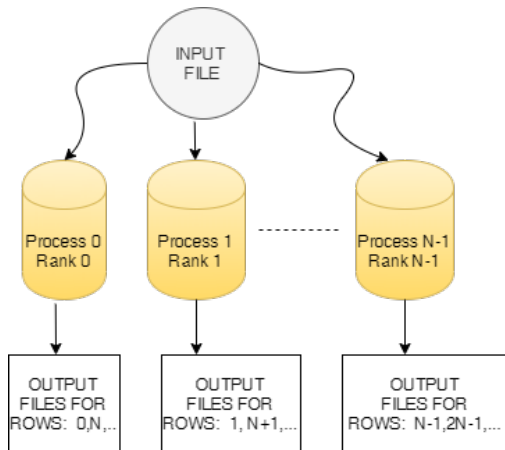 INPUT
FILE
Process 0
Rank 0
Process 1
Rank 1
Process N-1
Rank N-1
OUTPUT
FILES FOR
ROWS: 0,N,..
OUTPUT
FILES FOR
ROWS: 1, N+1,...
OUTPUT
FILES FOR
ROWS: N-1,2N-1,...